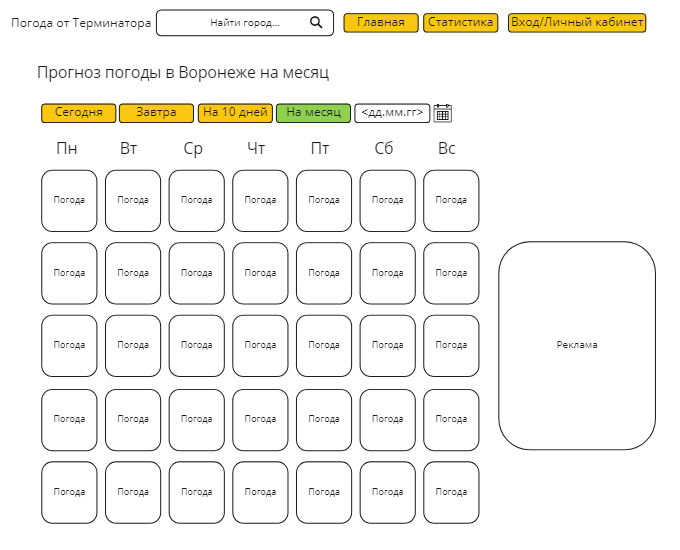 Погода от Терминатора Найти город... Главная Статистика Вход/Личный кабинет
Прогноз погоды в Воронеже на месяц
Сегодня Завтра На 10 дней На месяц <дд.мм.гг>
Пн Вт Ср Чт Пт Сб Вс
Погода Погода Погода Погода Погода Погода Погода
Погода Погода Погода Погода Погода Погода Погода
Погода Погода Погода Погода Погода Погода Погода
Реклама
Погода Погода Погода Погода Погода Погода Погода
Погода Погода Погода Погода Погода Погода Погода